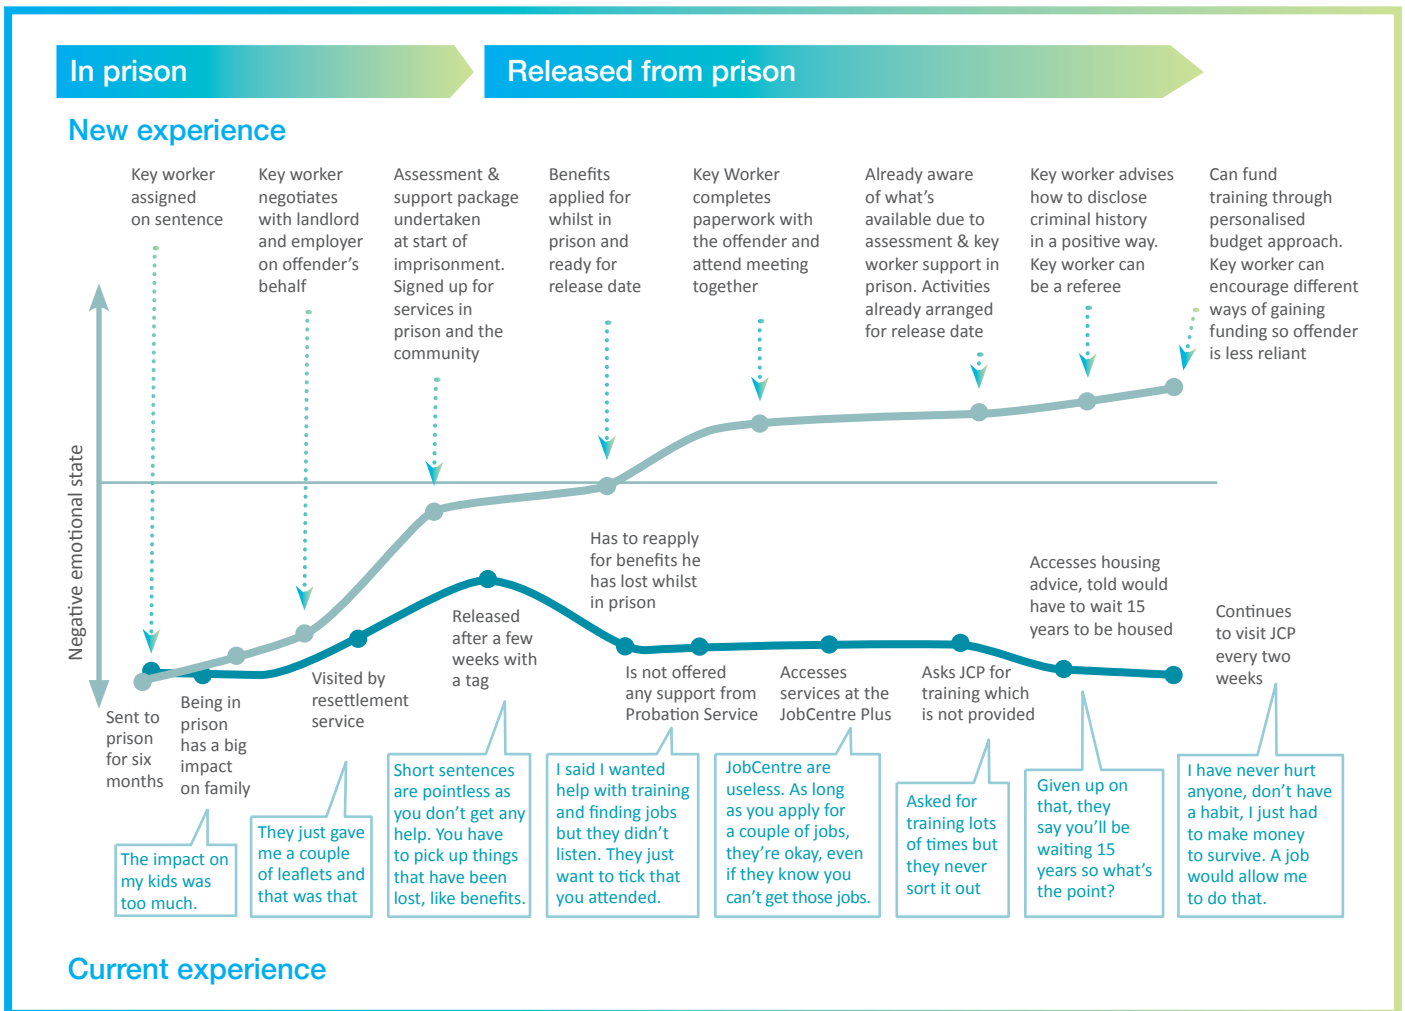 In prison
Released from prison
New experience
Key worker
assigned
on sentence
Key worker
negotiates
with landlord
and employer
on offender's
behalf
Assessment &
support package
undertaken
at start of
imprisonment.
Signed up for
services in
prison and the
community
Benefits
applied for
whilst in
prison and
ready for
release date
Key Worker
completes
paperwork with
the offender and
attend meeting
together
Already aware
of what's
available due to
assessment & key
worker support in
prison. Activities
already arranged
for release date
Key worker advises
how to disclose
criminal history
in a positive way.
Key worker can
be a referee
Can fund
training through
personalised
budget approach.
Key worker can
encourage different
ways of gaining
funding so offender
is less reliant
Negative emotional state
Sent to
prison
for six
months
Being in
prison
has a big
impact
on family
Visited by
resettlement
service
Released
after a few
weeks with
a tag
Has to reapply
for benefits he
has lost whilst
in prison
Is not offered
any support from
Probation Service
Accesses
services at the
JobCentre Plus
Asks JCP for
training which
is not provided
Accesses housing
advice, told would
have to wait 15
years to be housed
Continues
to visit JCP
every two
weeks
The impact on
my kids was
too much.
They just gave
me a couple
of leaflets and
that was that
Short sentences
are pointless as
you don't get any
help. You have
to pick up things
that have been
lost, like benefits.
I said I wanted
help with training
and finding jobs
but they didn't
listen. They just
want to tick that
you attended.
JobCentre are
useless. As long
as you apply for
a couple of jobs,
they're okay, even
if they know you
can't get those jobs.
Asked for
training lots
of times but
they never
sort it out
Given up on
that, they
say you'll be
waiting 15
years so what's
the point?
I have never hurt
anyone, don't have
a habit, I just had
to make money
to survive. A job
would allow me
to do that.
Current experience